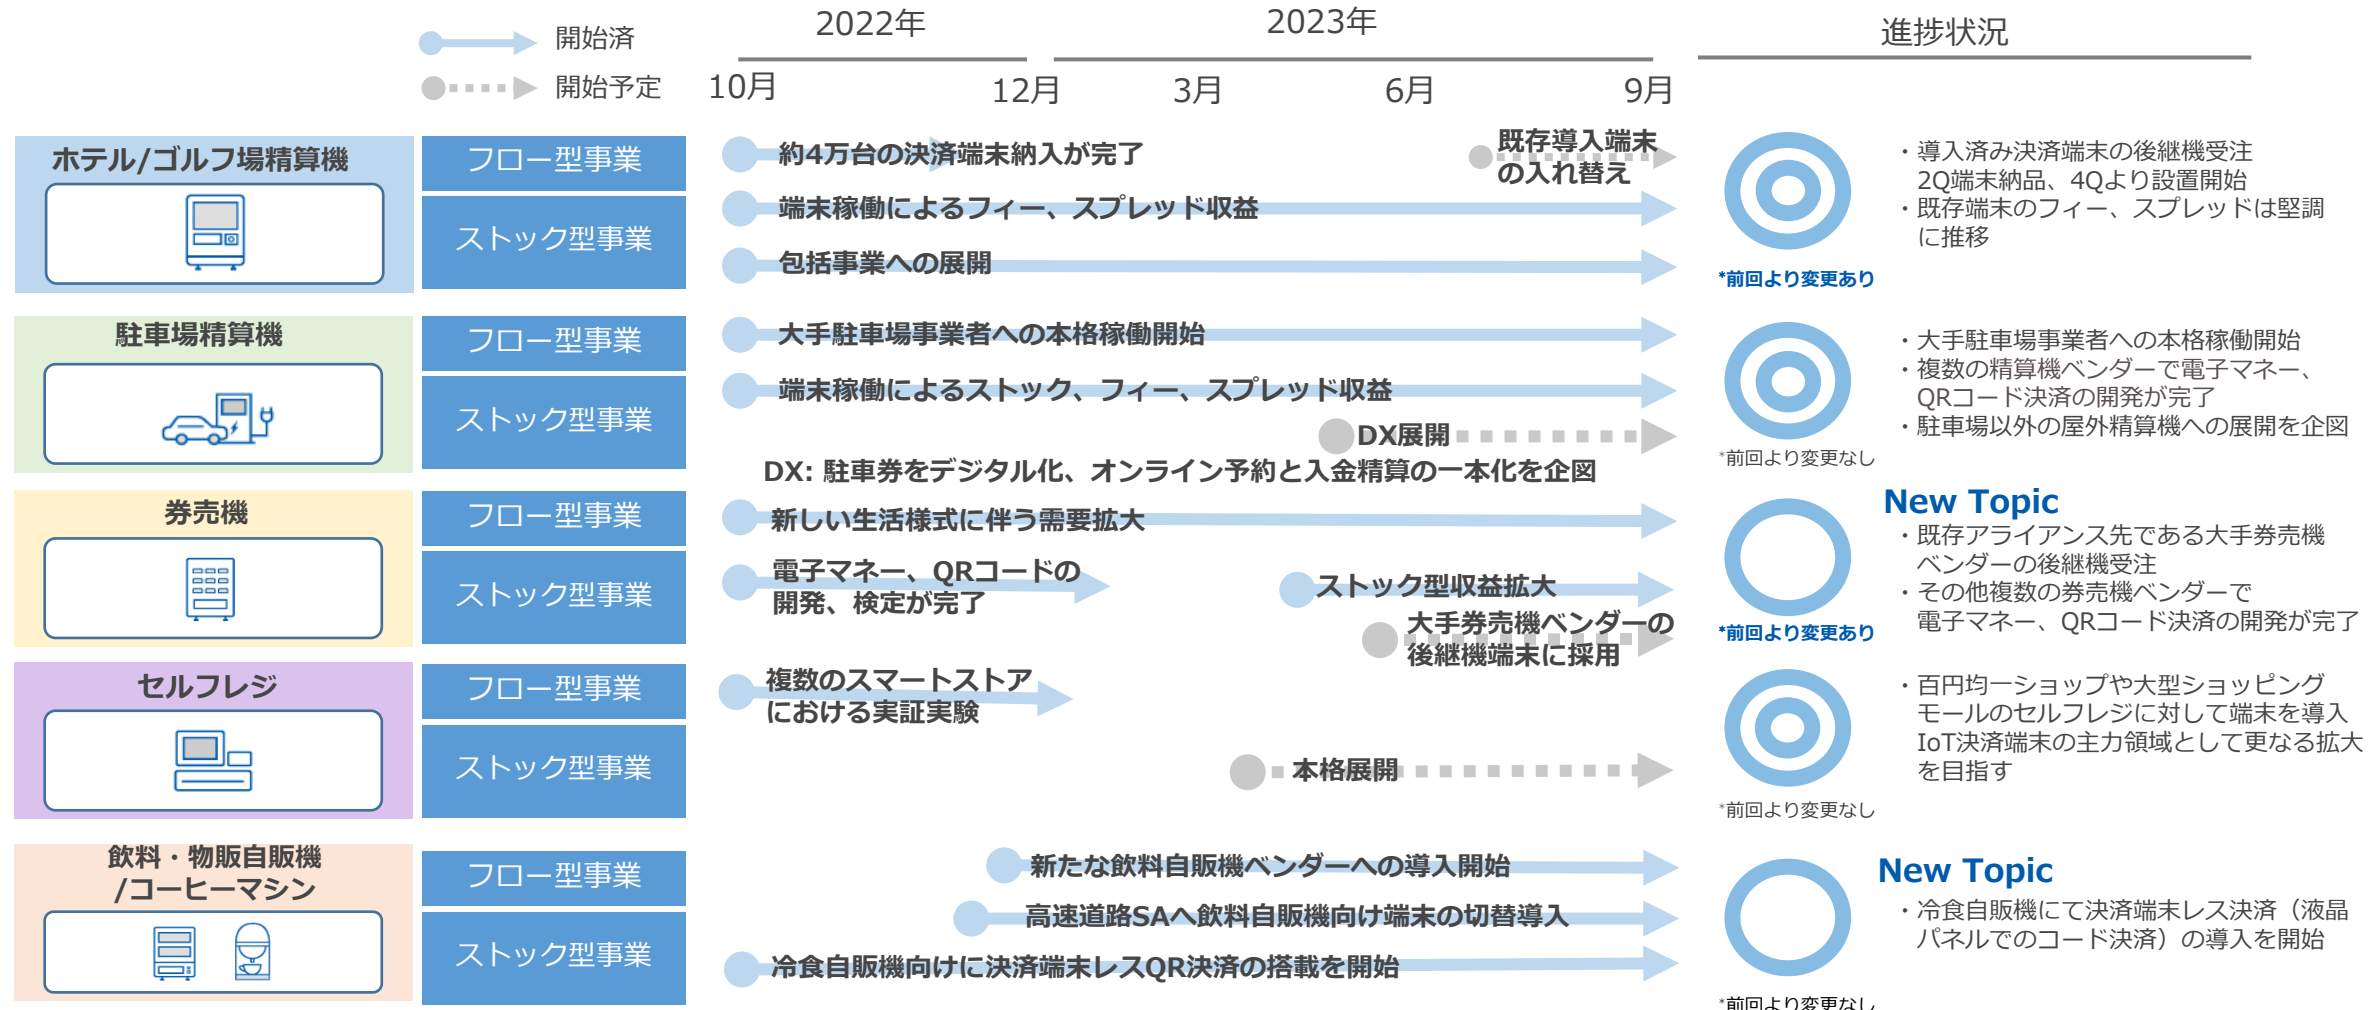 開始済
開始予定
2022年
2023年
進捗状況
10月
12月
3月
6月
9月
ホテル/ゴルフ場精算機
フロー型事業
ストック型事業
約4万台の決済端末納入が完了
既存導入端末
の入れ替え
端末稼働によるフィー、スプレッド収益
包括事業への展開
・導入済み決済端末の後継機受注
2Q端末納品、4Qより設置開始
・既存端末のフィー、スプレッドは堅調
に推移
*前回より変更あり
駐車場精算機
フロー型事業
ストック型事業
大手駐車場事業者への本格稼働開始
端末稼働によるストック、フィー、スプレッド収益
DX展開
DX: 駐車券をデジタル化、オンライン予約と入金精算の一本化を企図
・大手駐車場事業者への本格稼働開始
・複数の精算機ベンダーで電子マネー、
QRコード決済の開発が完了
・駐車場以外の屋外精算機への展開を企図
*前回より変更なし
券売機
フロー型事業
ストック型事業
新しい生活様式に伴う需要拡大
電子マネー、QRコードの
開発、検定が完了
ストック型収益拡大
大手券売機ベンダーの
後継機端末に採用
New Topic
・既存アライアンス先である大手券売機
ベンダーの後継機受注
・その他複数の券売機ベンダーで
電子マネー、QRコード決済の開発が完了
*前回より変更あり
セルフレジ
フロー型事業
ストック型事業
複数のスマートストア
における実証実験
本格展開
・百円均一ショップや大型ショッピング
モールのセルフレジに対して端末を導入
IoT決済端末の主力領域として更なる拡大
を目指す
*前回より変更なし
飲料・物販自販機
/コーヒーマシン
フロー型事業
ストック型事業
新たな飲料自販機ベンダーへの導入開始
高速道路SAへ飲料自販機向け端末の切替導入
冷食自販機向けに決済端末レスQR決済の搭載を開始
New Topic
・冷食自販機にて決済端末レス決済（液晶
パネルでのコード決済）の導入を開始
*前回より変更なし